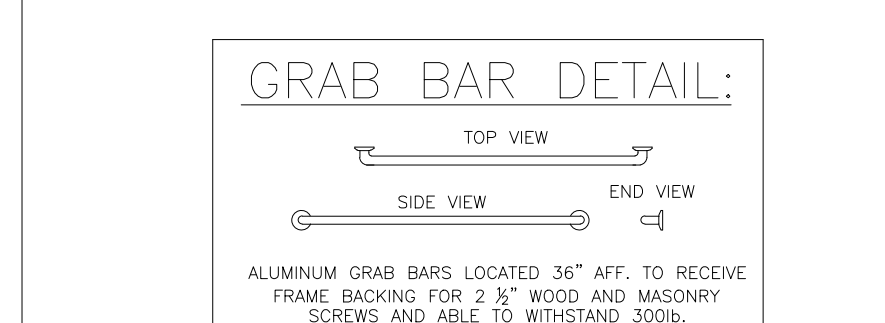 GRAB BAR DETAIL:
TOP VIEW
END VIEW
SIDE VIEW
ALUMINUM GRAB BARS LOCATED 36" AFF. TO RECEIVE
FRAME BACKING FOR 2 ½" WOOD AND MASONRY
SCREWS AND ABLE TO WITHSTAND 300lb.